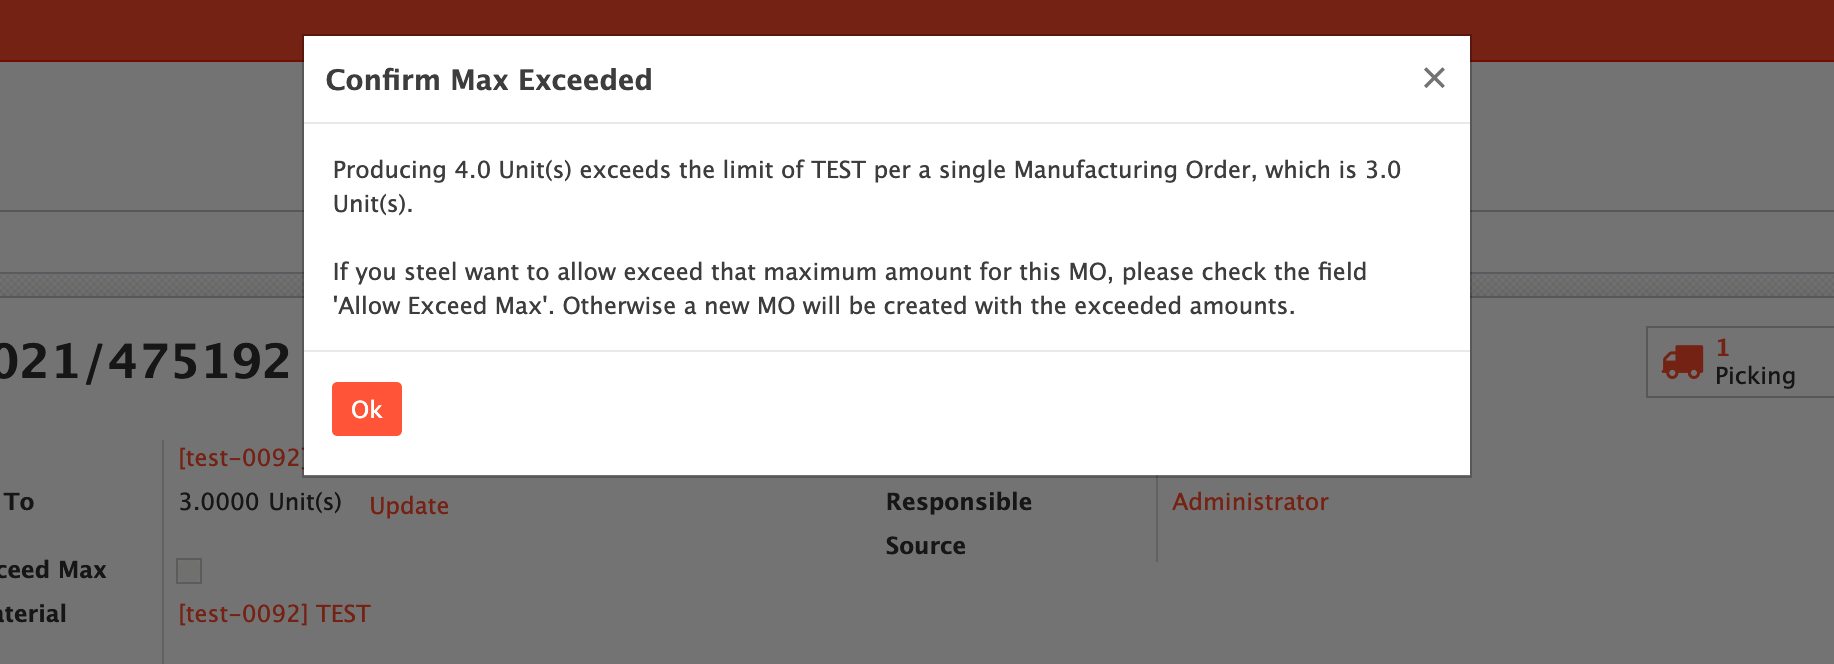 Confirm Max Exceeded
Producing 4.0 Unit(s) exceeds the limit of TEST per a single Manufacturing Order, which is 3.0
Unit(s).
If you steel want to allow exceed that maximum amount for this MO, please check the field
'Allow Exceed Max'. Otherwise a new MO will be created with the exceeded amounts.
Ok
021/475192
1
Picking
[test-0092]
To
3.0000 Unit(s)
Update
Responsible
Administrator
Source
ceed Max
aterial
[test-0092] TEST